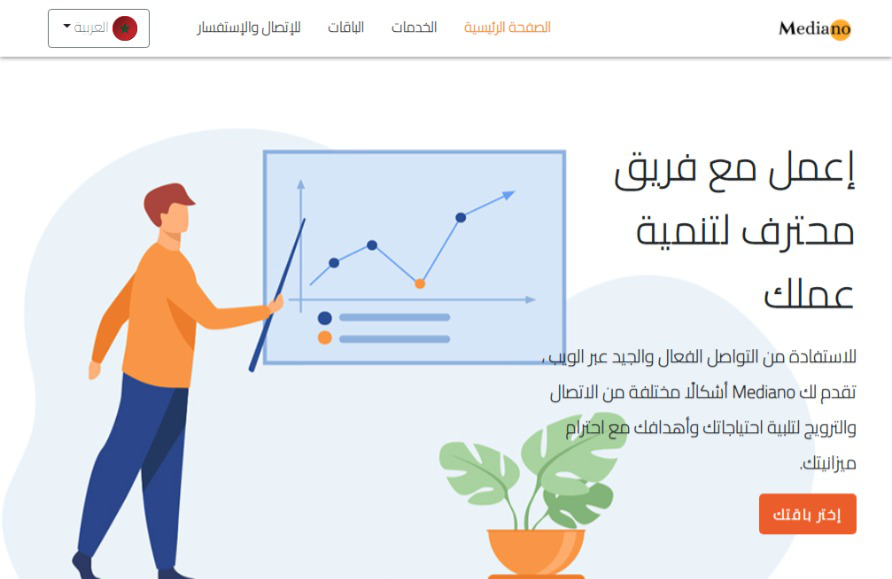 Mediano
الصفحة الرئيسية
الخدمات
الباقات
للإتصال والإستفسار
العربية
إعمل مع فريق
محترف لتنمية
عملك
للاستفادة من التواصل الفعال والجيد عبر الويب ،
تقدم لك Mediano أشكالًا مختلفة من الاتصال
والترويج لتلبية احتياجاتك وأهدافك مع احترام
ميزانيتك.
إختر باقتك